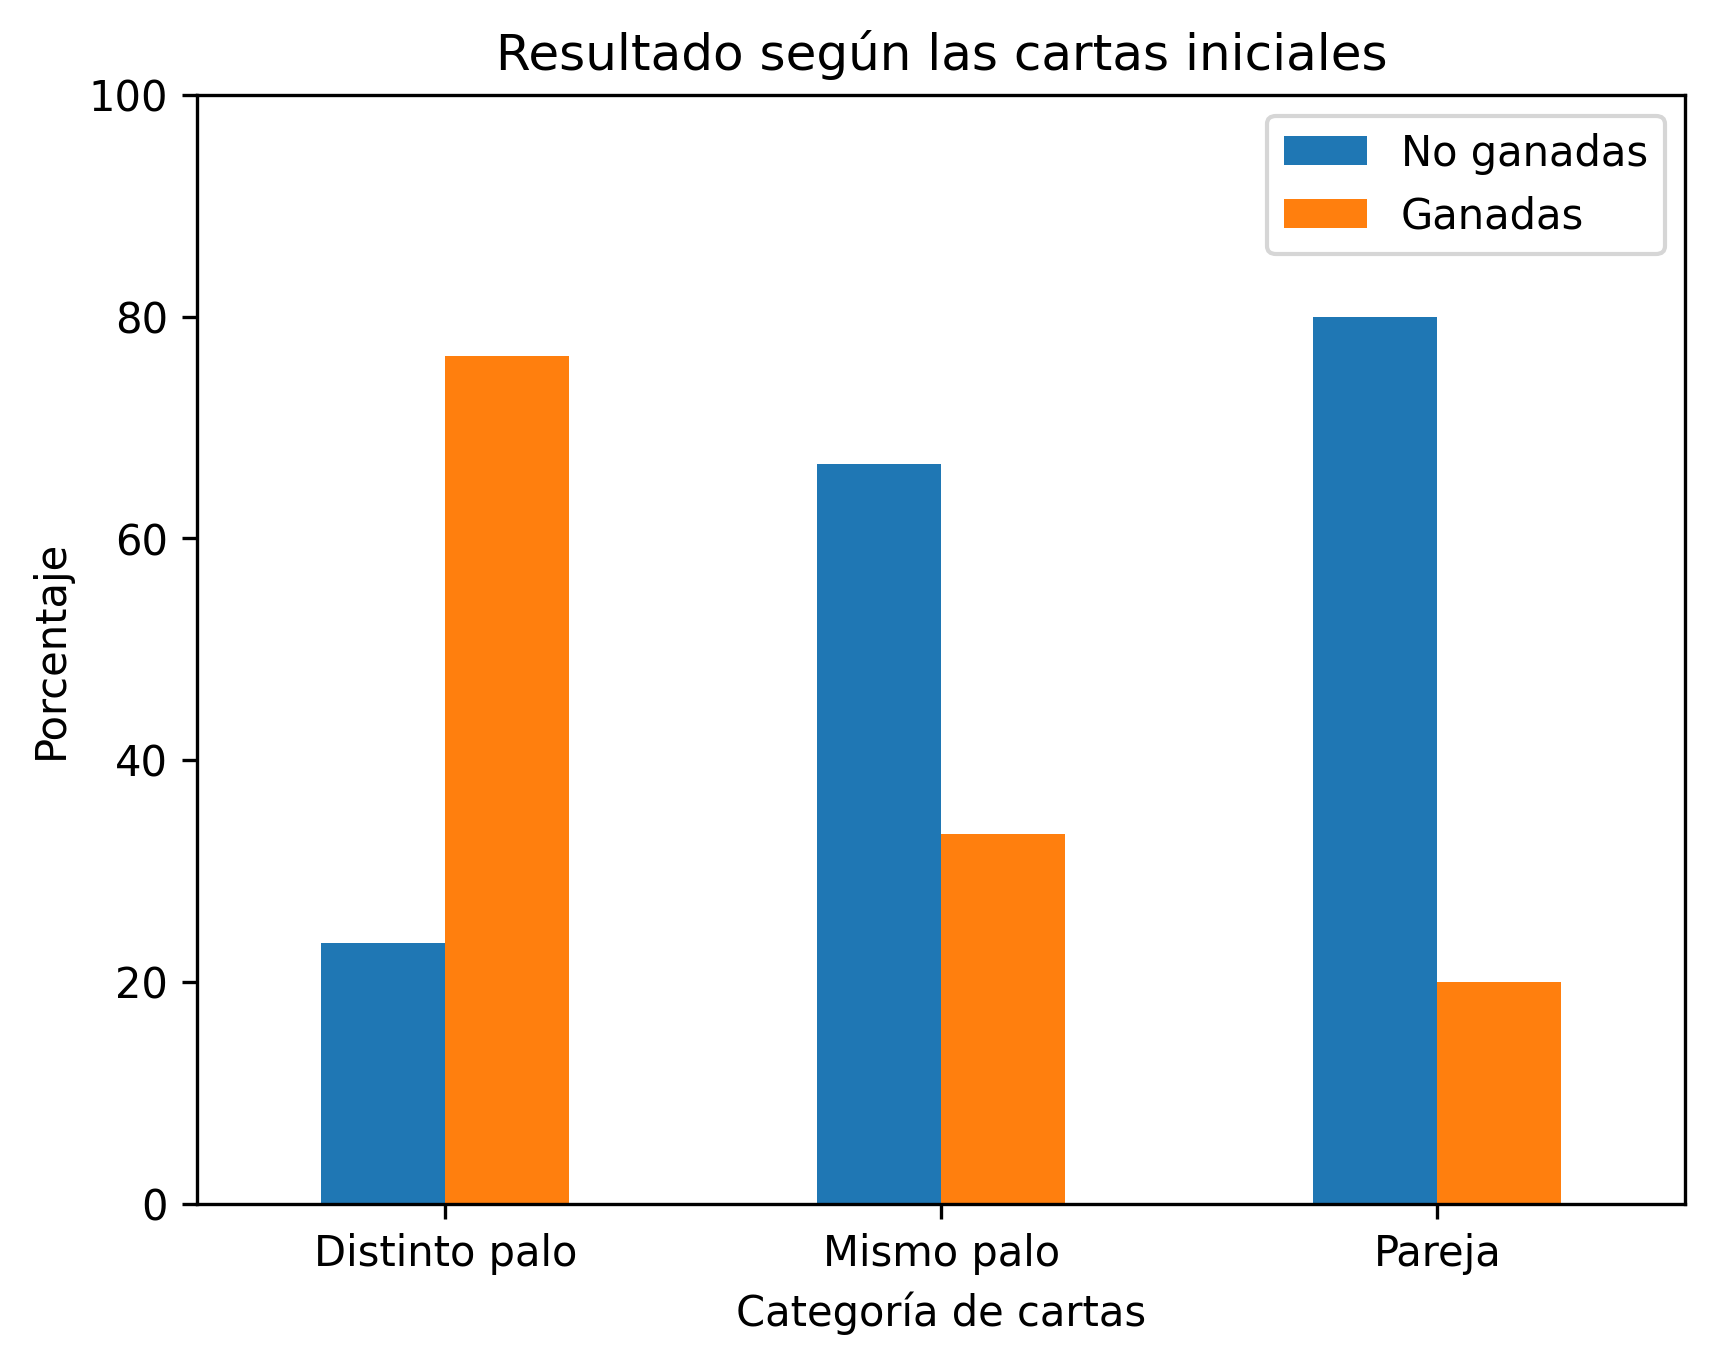 Resultado según las cartas iniciales
No ganadas
Ganadas
Porcentaje
100
80
60
40
20
0
Distinto palo
Mismo palo
Pareja
Categoría de cartas